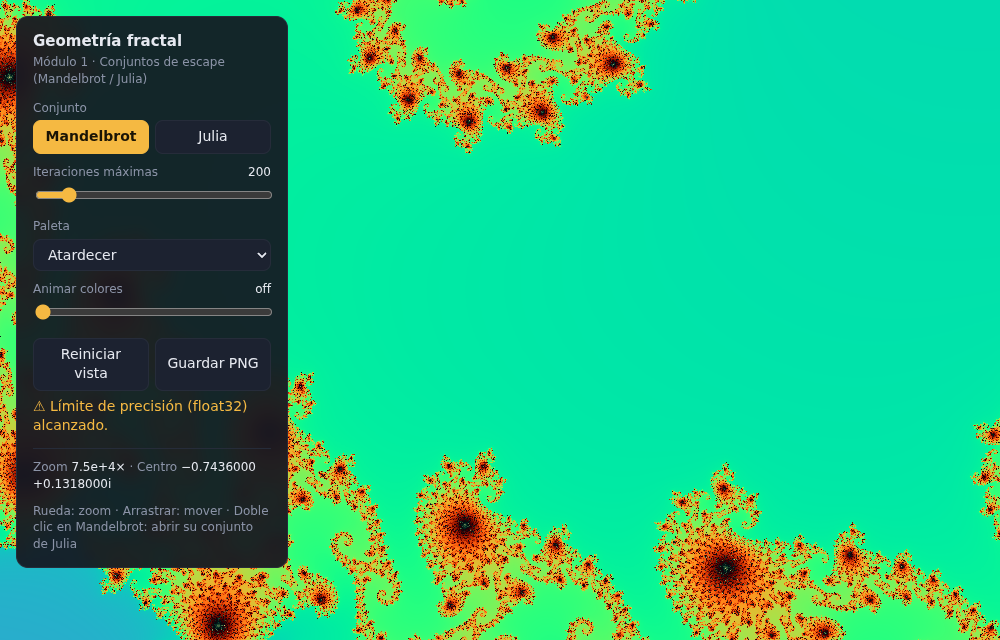 Geometría fractal
Módulo 1 · Conjuntos de escape
(Mandelbrot / Julia)
Conjunto
Mandelbrot
Julia
Iteraciones máximas 200
Paleta
Atardecer
Animar colores off
Reiniciar
vista
Guardar PNG
⚠ Límite de precisión (float32)
alcanzado.
Zoom 7.5e+4× · Centro −0.7436000
+0.1318000i
Rueda: zoom · Arrastrar: mover · Doble
clic en Mandelbrot: abrir su conjunto
de Julia